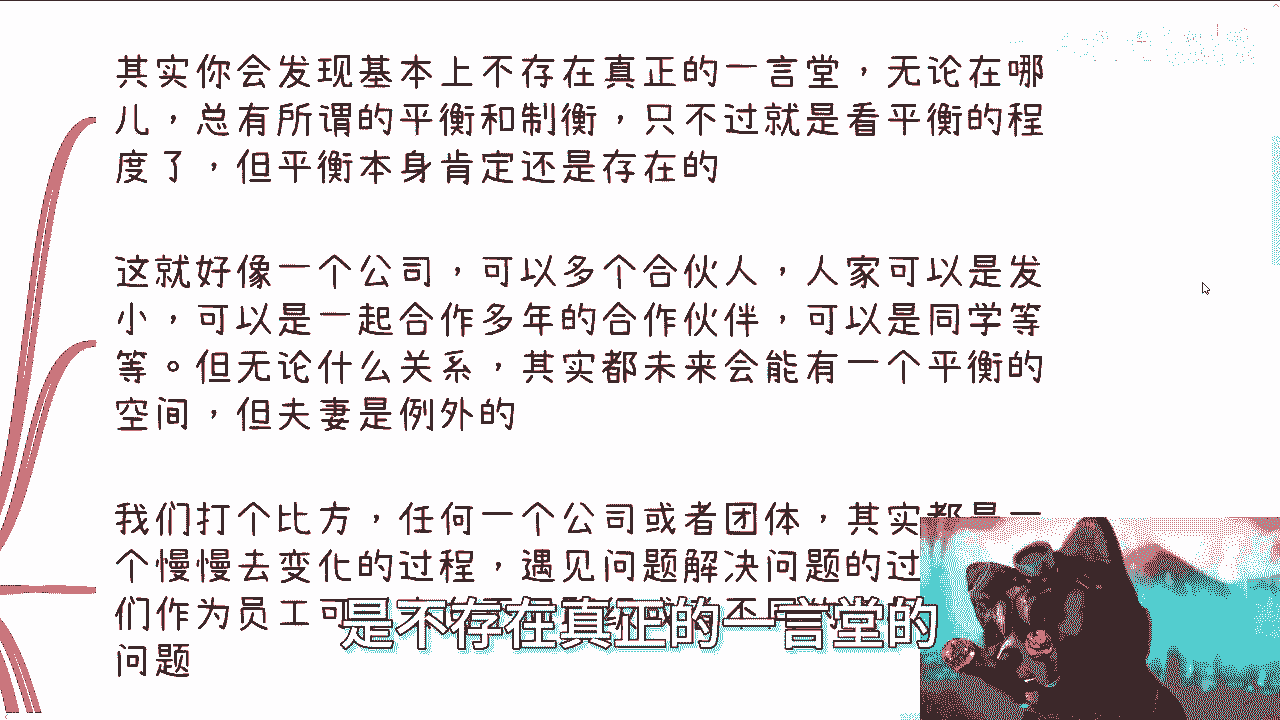 其实你会发现基本上不存在真正的一言堂，无论在哪
儿，总有所谓的平衡和制衡，只不过就是看平衡的程
度了，但平衡本身肯定还是存在的
这就好像一个公司，可以多个合伙人，人家可以是发
小，可以是一起合作多年的合作伙伴，可以是同学等
等。但无论什么关系，其实都未来会能有一个平衡的
空间，但夫妻是例外的
我们打个比方，任何一个公司或者团体，其实都是一
个慢慢去变化的过程，遇见问题解决问题的过
们作为员工可
问题
是不存在真正的一言堂的